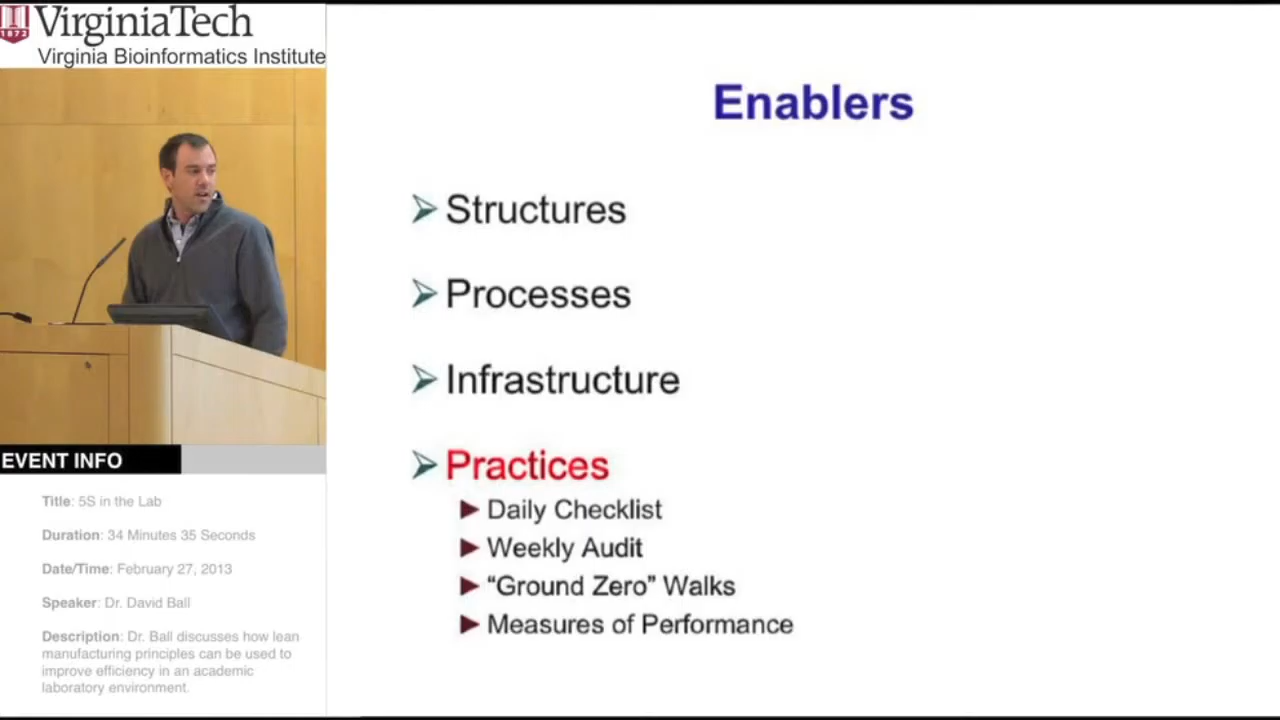 VirginiaTech
1872
Virginia Bioinformatics Institute
EVENT INFO
Title: 5S in the Lab
Duration: 34 Minutes 35 Seconds
Date/Time: February 27, 2013
Speaker: Dr. David Ball
Description: Dr. Ball discusses how lean
manufacturing principles can be used to
improve efficiency in an academic
laboratory environment.
Enablers
Structures
Processes
Infrastructure
Practices
Daily Checklist
Weekly Audit
“Ground Zero” Walks
Measures of Performance